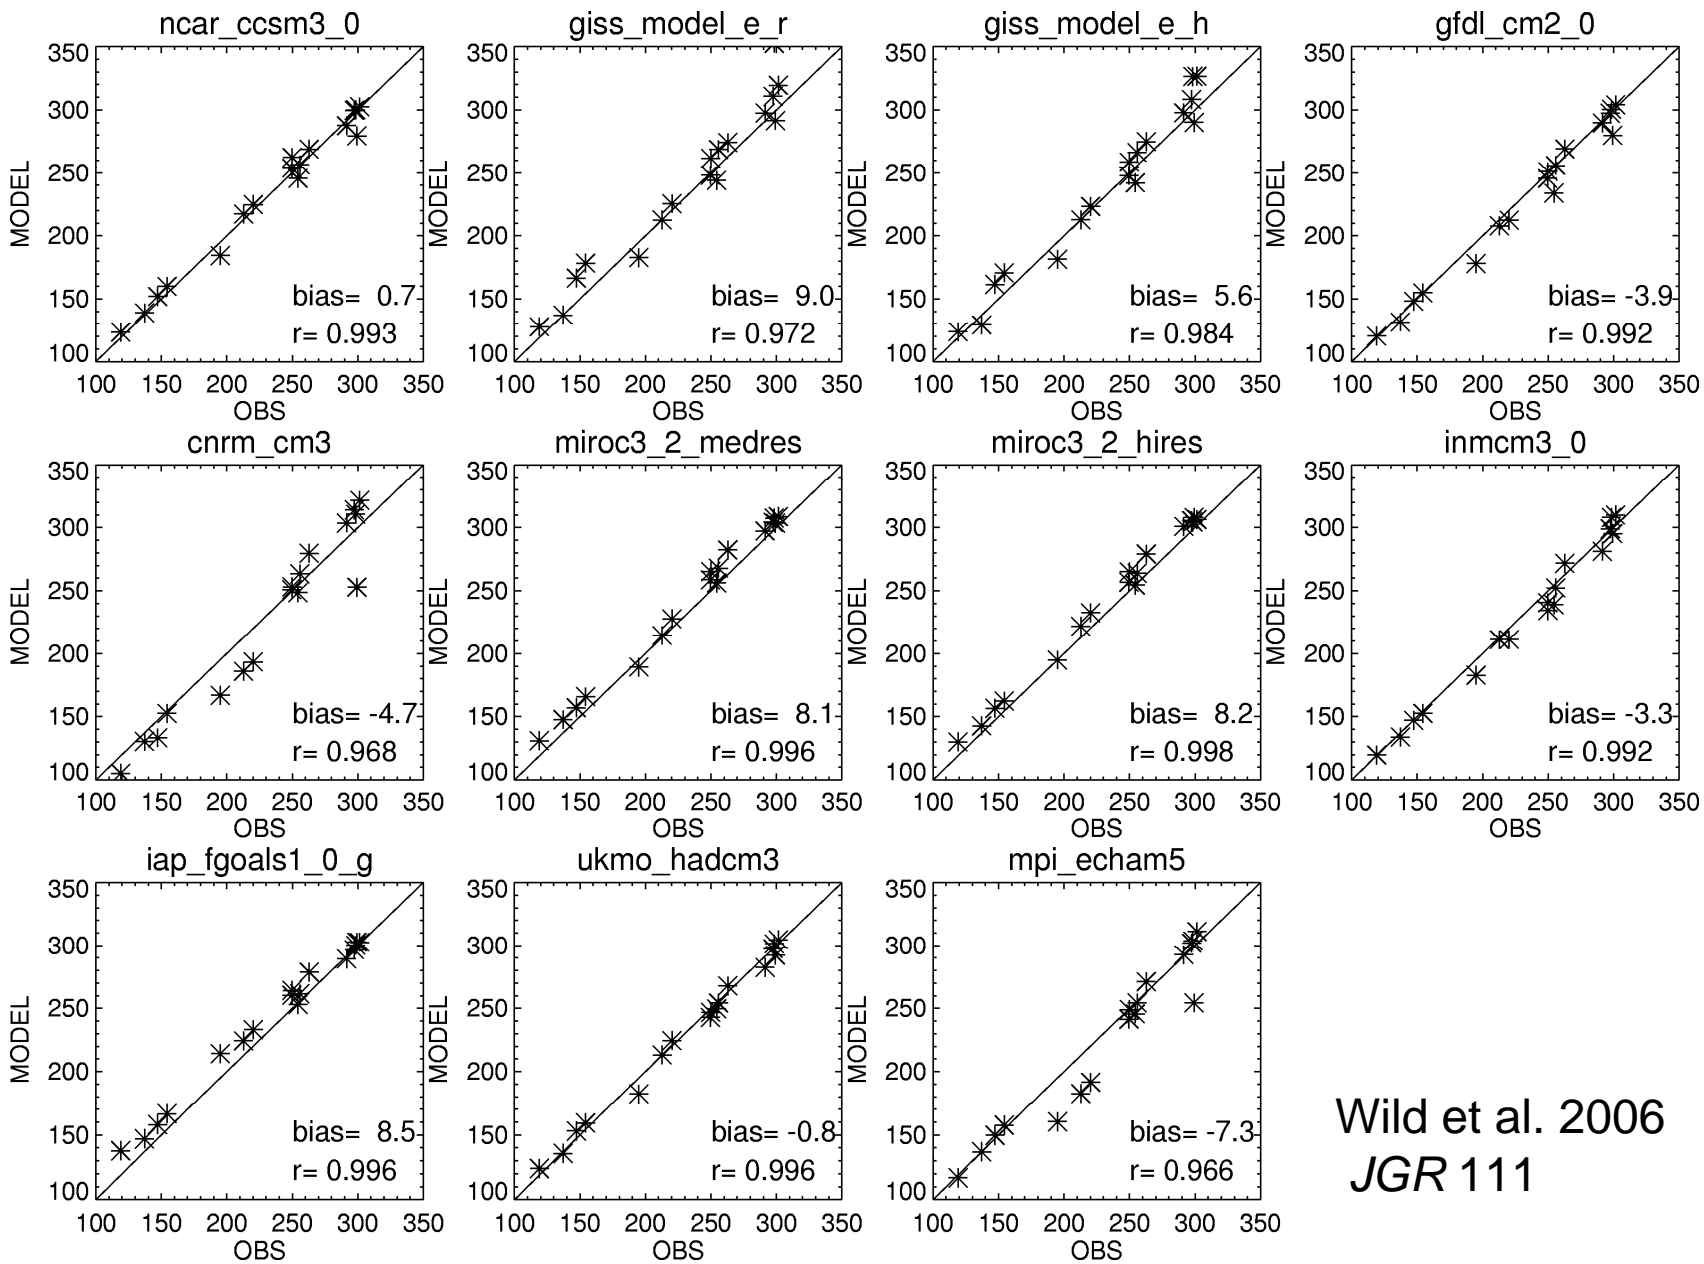 ncar_ccsm3_0
350
300
250
200
150
100
MODEL
bias= 0.7
r= 0.993
100 150 200 250 300 350
OBS
giss_model_e_r
350
300
250
200
150
100
MODEL
bias= 9.0
r= 0.972
100 150 200 250 300 350
OBS
giss_model_e_h
350
300
250
200
150
100
MODEL
bias= 5.6
r= 0.984
100 150 200 250 300 350
OBS
gfdl_cm2_0
350
300
250
200
150
100
MODEL
bias= -3.9
r= 0.992
100 150 200 250 300 350
OBS
cnrm_cm3
350
300
250
200
150
100
MODEL
bias= -4.7
r= 0.968
100 150 200 250 300 350
OBS
miroc3_2_medres
350
300
250
200
150
100
MODEL
bias= 8.1
r= 0.996
100 150 200 250 300 350
OBS
miroc3_2_hires
350
300
250
200
150
100
MODEL
bias= 8.2
r= 0.998
100 150 200 250 300 350
OBS
inmcm3_0
350
300
250
200
150
100
MODEL
bias= -3.3
r= 0.992
100 150 200 250 300 350
OBS
iap_fgoals1_0_g
350
300
250
200
150
100
MODEL
bias= 8.5
r= 0.996
100 150 200 250 300 350
OBS
ukmo_hadcm3
350
300
250
200
150
100
MODEL
bias= -0.8
r= 0.996
100 150 200 250 300 350
OBS
mpi_echam5
350
300
250
200
150
100
MODEL
bias= -7.3
r= 0.966
100 150 200 250 300 350
OBS
Wild et al. 2006
JGR 111